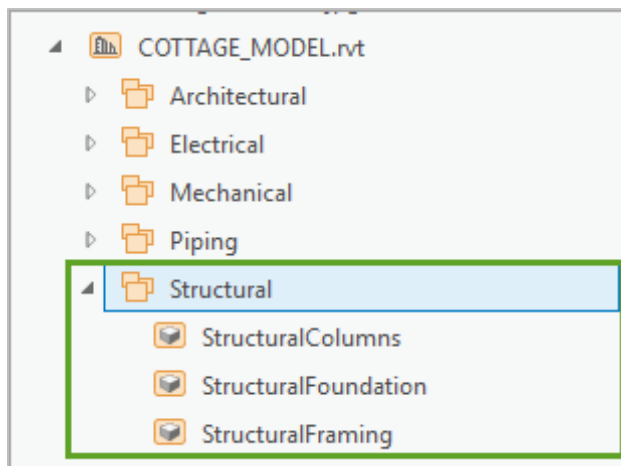 COTTAGE_MODEL.rvt
Architectural
Electrical
Mechanical
Piping
Structural
StructuralColumns
StructuralFoundation
StructuralFraming